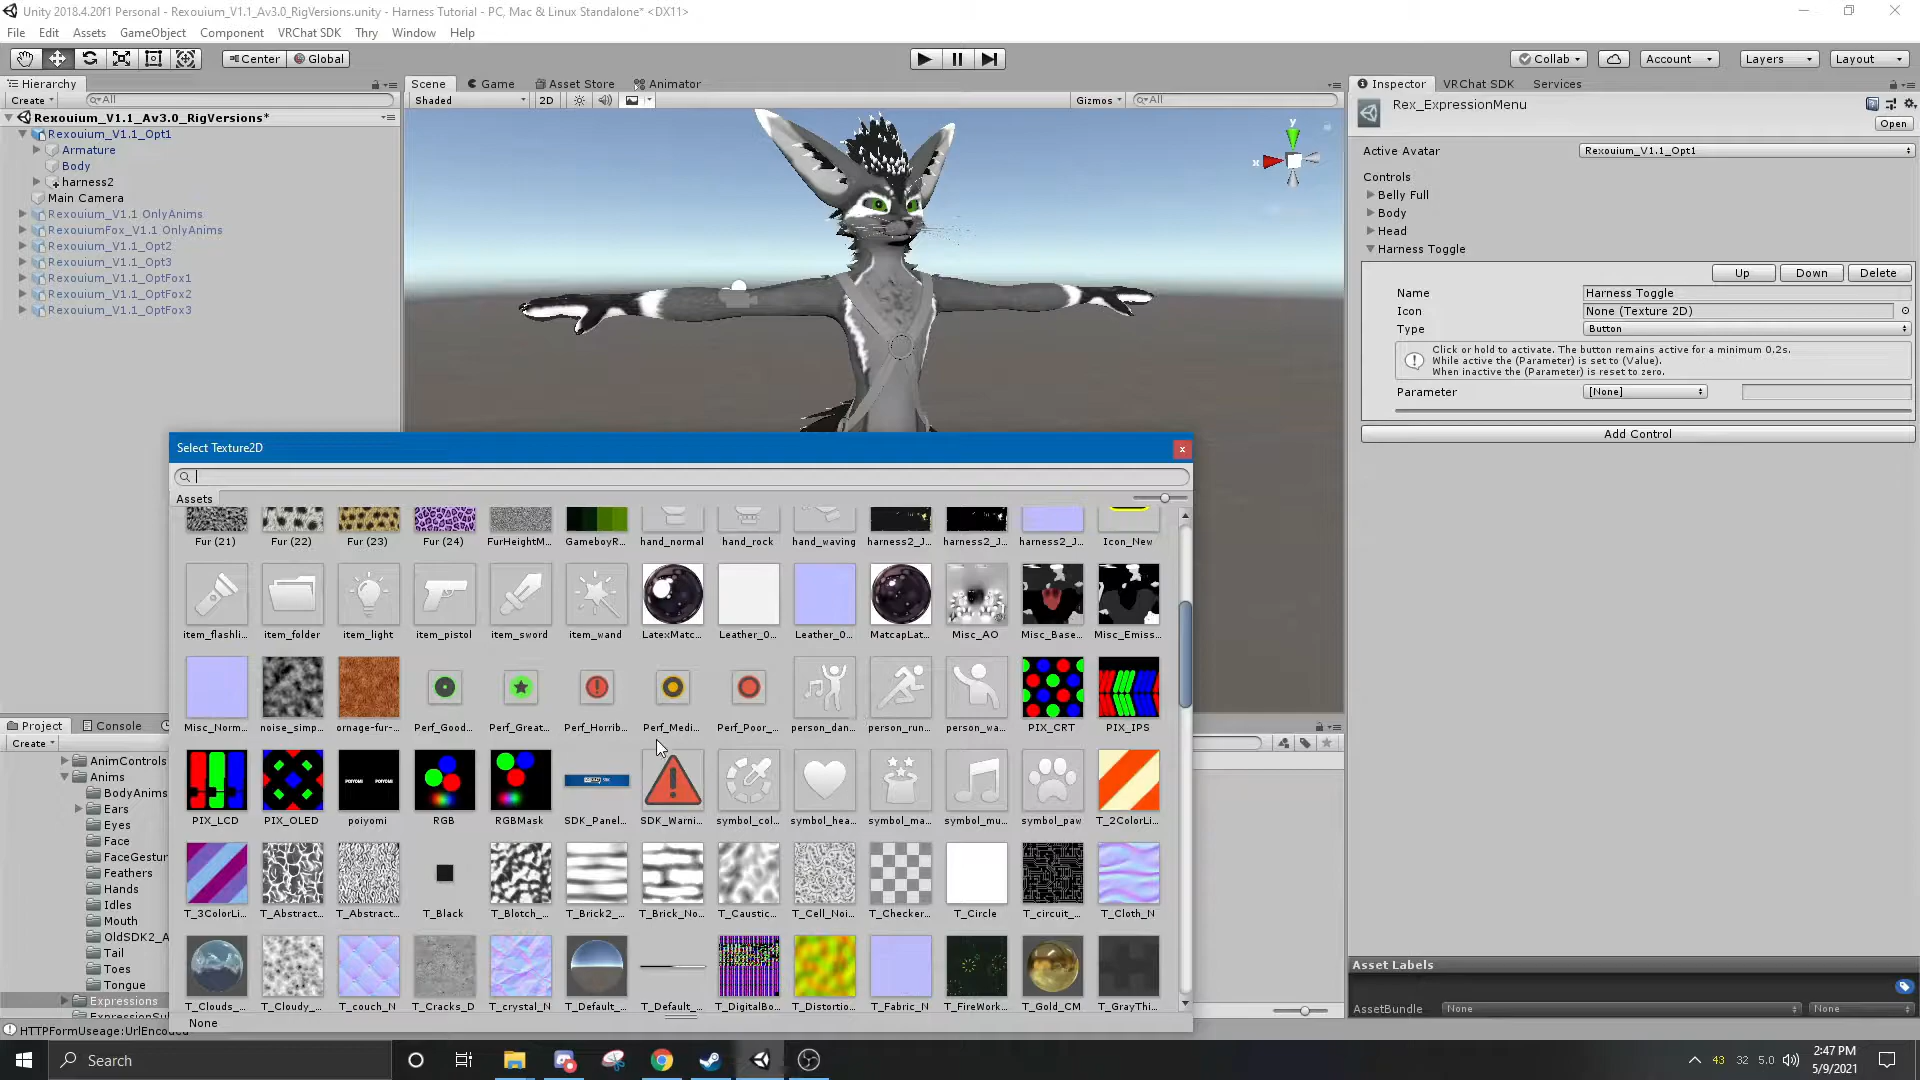 Unity 2018.4.20f1 Personal - Rexouium_V1.1_Av3.0_RigVersions.unity - Harness Tutorial - PC, Mac & Linux Standalone* <DX11>
File Edit Assets GameObject Component VRChat SDK Thry Window Help
Center Global Collab Account Layers Layout
Hierarchy
Create All
Rexouium_V1.1_Av3.0_RigVersions*
Rexouium_V1.1_Opt1
Armature
Body
harness2
Main Camera
Rexouium_V1.1 OnlyAnims
RexouiumFox_V1.1 OnlyAnims
Rexouium_V1.1_Opt2
Rexouium_V1.1_Opt3
Rexouium_V1.1_OptFox1
Rexouium_V1.1_OptFox2
Rexouium_V1.1_OptFox3
Scene Game Asset Store Animator
Shaded 2D Gizmos All
y
x
Inspector VRChat SDK Services
Rex_ExpressionMenu
Open
Active Avatar Rexouium_V1.1_Opt1
Controls
Belly Full
Body
Head
Harness Toggle
Up Down Delete
Name Harness Toggle
Icon None (Texture 2D)
Type Button
Click or hold to activate. The button remains active for a minimum 0.2s.
While active the (Parameter) is set to (Value).
When inactive the (Parameter) is reset to zero.
Parameter [None]
Add Control
Select Texture2D
Assets
Fur (21) Fur (22) Fur (23) Fur (24) FurHeightM... GameboyR... hand_normal hand_rock hand_waving harness2_J... harness2_J... harness2_J... Icon_New
item_flashli... item_folder item_light item_pistol item_sword item_wand LatexMatc... Leather_0... Leather_0... MatcapLat... Misc_AO Misc_Base... Misc_Emiss...
Misc_Norm... noise_simp... ornage-fur-... Perf_Good... Perf_Great... Perf_Horrib... Perf_Medi... Perf_Poor_... person_dan... person_run... person_wa... PIX_CRT PIX_IPS
POIYOMI POIYOMI
PIX_LCD PIX_OLED poiyomi RGB RGBMask SDK_Panel... SDK_Warni... symbol_col... symbol_hea... symbol_ma... symbol_mu... symbol_paw T_2ColorLi...
T_3ColorLi... T_Abstract... T_Abstract... T_Black T_Blotch_... T_Brick2_... T_Brick_No... T_Caustic... T_Cell_Noi... T_Checker... T_Circle T_circuit_... T_Cloth_N
T_Clouds_... T_Cloudy_... T_couch_N T_Cracks_D T_crystal_N T_Default_... T_Default_... T_DigitalBo... T_Distortio... T_Fabric_N T_FireWork... T_Gold_CM T_GrayThi...
None
Project Console
Create
AnimControls
Anims
BodyAnims
Ears
Eyes
Face
FaceGestur
Feathers
Hands
Idles
Mouth
OldSDK2_A
Tail
Toes
Tongue
Expressions
HTTPFormUseage:UrlEncoded
Asset Labels
AssetBundle None None
Search
43 32 5.0
2:47 PM
5/9/2021